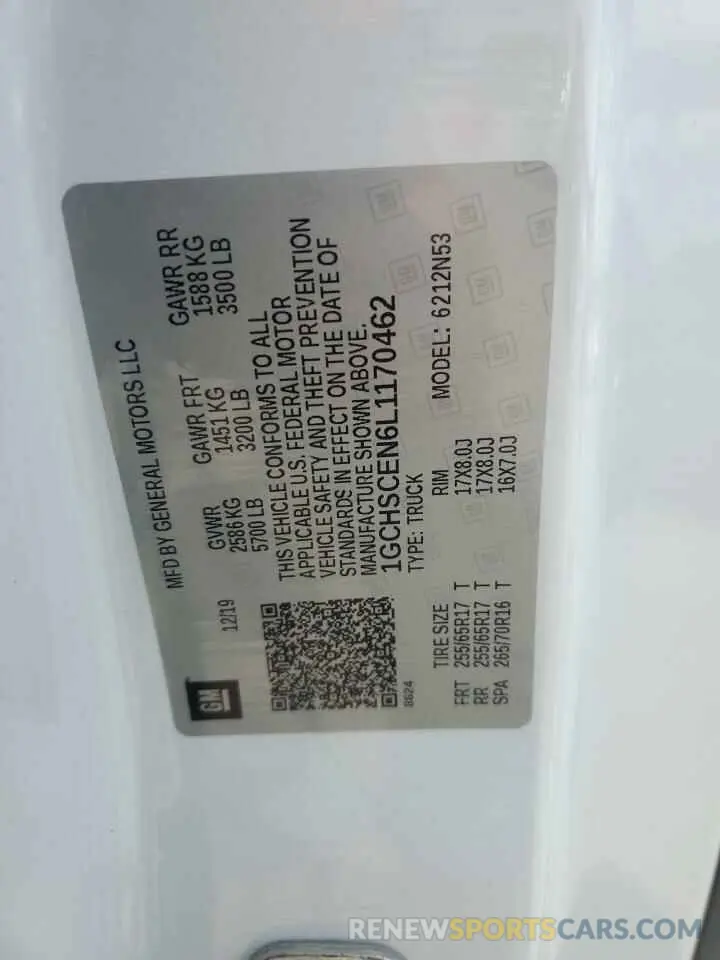 MFD BY GENERAL MOTORS LLC
12/19 GVWR GAWR FRT GAWR RR
2586 KG 1451 KG 1588 KG
5700 LB 3200 LB 3500 LB
THIS VEHICLE CONFORMS TO ALL
APPLICABLE U.S. FEDERAL MOTOR
VEHICLE SAFETY AND THEFT PREVENTION
STANDARDS IN EFFECT ON THE DATE OF
MANUFACTURE SHOWN ABOVE.
1GCHSCEN6L1170462
TYPE: TRUCK MODEL: 6212N53
GM
8624
TIRE SIZE RIM
FRT 255/65R17 T 17X8.0J
RR 255/65R17 T 17X8.0J
SPA 265/70R16 T 16X7.0J
RENEWSPORTSCARS.COM